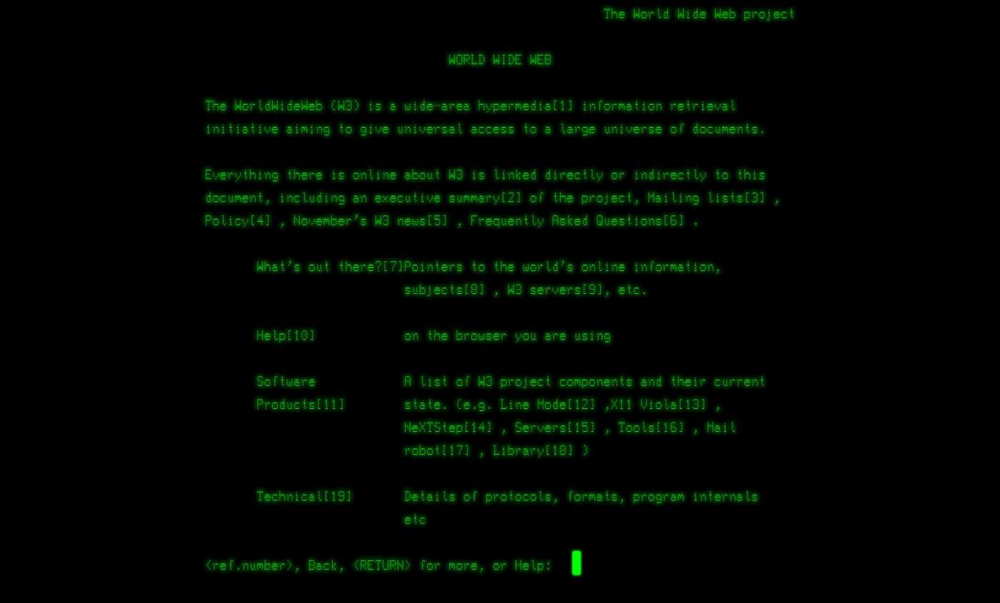 The World Wide Web project
WORLD WIDE WEB
The WorldWideWeb (W3) is a wide-area hypermedia[1] information retrieval
initiative aiming to give universal access to a large universe of documents.
Everything there is online about W3 is linked directly or indirectly to this
document, including an executive summary[2] of the project, Mailing lists[3] ,
Policy[4] , November's W3 news[5] , Frequently Asked Questions[6] .
What's out there?[7]Pointers to the world's online information,
subjects[8] , W3 servers[9], etc.
Help[10] on the browser you are using
Software A list of W3 project components and their current
Products[11] state. (e.g. Line Mode[12] ,X11 Viola[13] ,
NeXTStep[14] , Servers[15] , Tools[16] , Mail
robot[17] , Library[18] )
Technical[19] Details of protocols, formats, program internals
etc
<ref.number>, Back, <RETURN> for more, or Help: